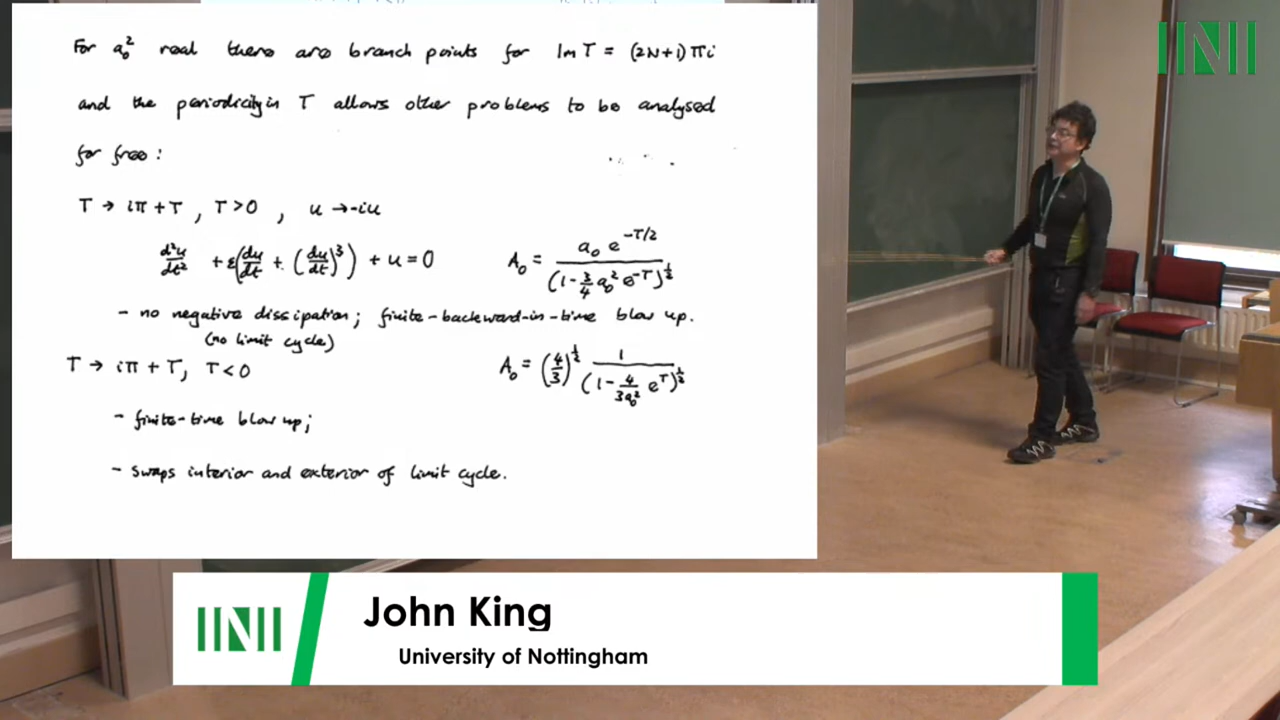 For a₀² real there are branch points for Im T = (2N+1)πi
and the periodicity in T allows other problems to be analysed
for free:
T → iπ + T , T>0 , u → -iu
d²u/dt² + ε(du/dt + (du/dt)³) + u = 0
A₀ = a₀ e^{-T/2} / (1 - 3/4 a₀² e^{-T})^{1/2}
- no negative dissipation; finite-backward-in-time blow up.
(no limit cycle)
T → iπ + T, T<0
A₀ = (4/3)^{1/2} 1 / (1 - 4/3a₀² e^{T})^{1/2}
- finite-time blow up;
- swaps interior and exterior of limit cycle.
INI
INI
John King
University of Nottingham